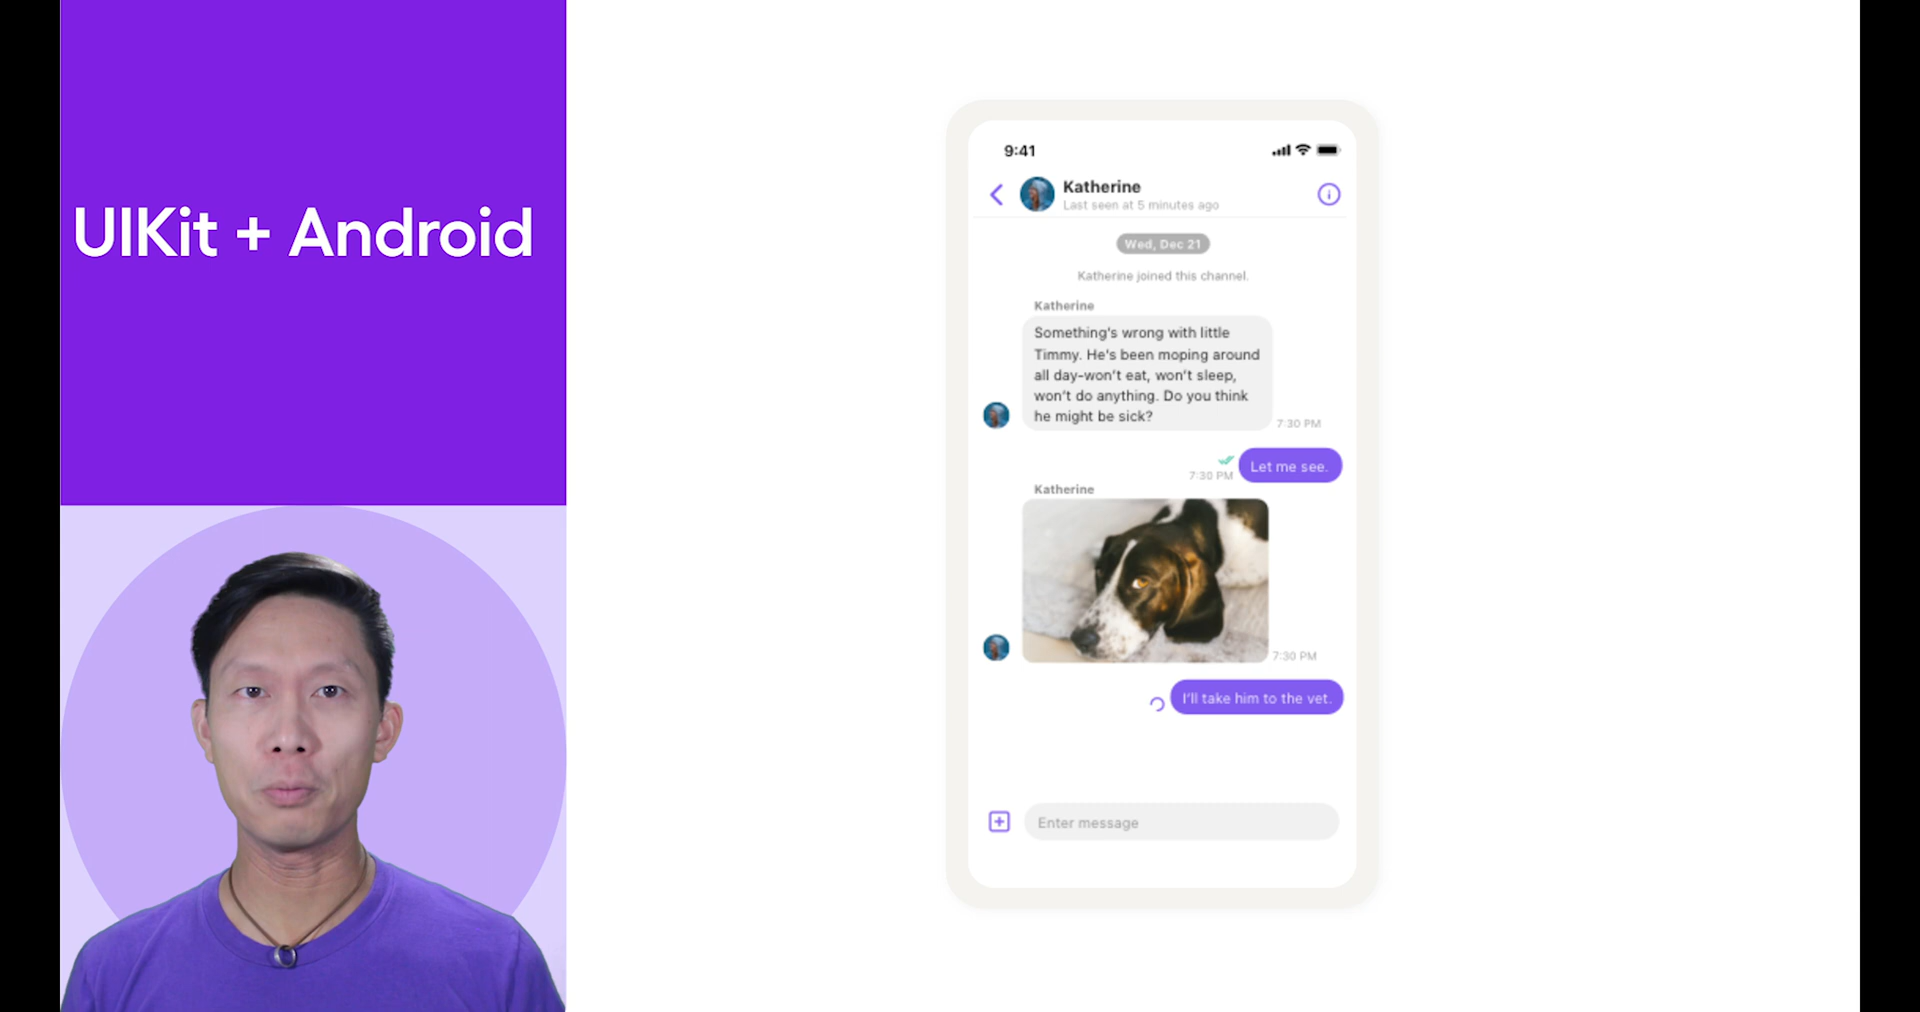 UIKit + Android
9:41
Katherine
Last seen at 5 minutes ago
Wed, Dec 21
Katherine joined this channel.
Katherine
Something's wrong with little
Timmy. He's been moping around
all day-won't eat, won't sleep,
won't do anything. Do you think
he might be sick?
7:30 PM
Let me see.
7:30 PM
Katherine
7:30 PM
I'll take him to the vet.
Enter message